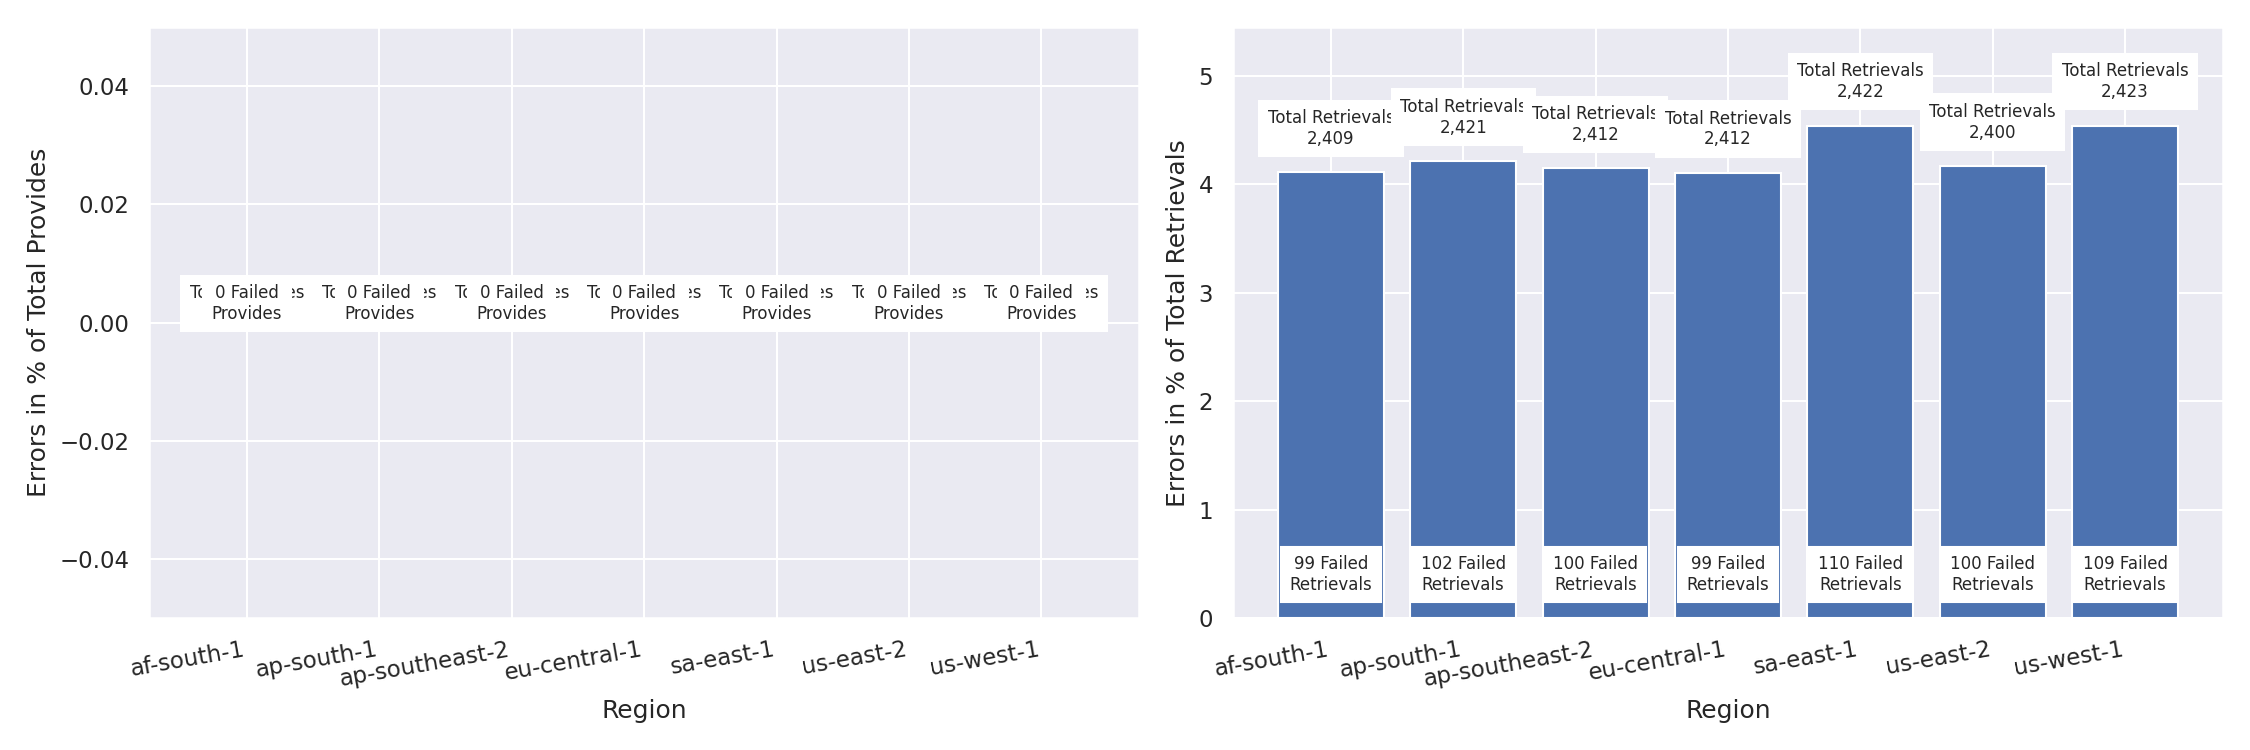 Errors in % of Total Provides
0.04
0.02
0.00
−0.02
−0.04
0 Failed
Provides
0 Failed
Provides
0 Failed
Provides
0 Failed
Provides
0 Failed
Provides
0 Failed
Provides
0 Failed
Provides
af-south-1
ap-south-1
ap-southeast-2
eu-central-1
sa-east-1
us-east-2
us-west-1
Region
Errors in % of Total Retrievals
5
4
3
2
1
0
Total Retrievals
2,409
Total Retrievals
2,421
Total Retrievals
2,412
Total Retrievals
2,412
Total Retrievals
2,422
Total Retrievals
2,400
Total Retrievals
2,423
99 Failed
Retrievals
102 Failed
Retrievals
100 Failed
Retrievals
99 Failed
Retrievals
110 Failed
Retrievals
100 Failed
Retrievals
109 Failed
Retrievals
af-south-1
ap-south-1
ap-southeast-2
eu-central-1
sa-east-1
us-east-2
us-west-1
Region